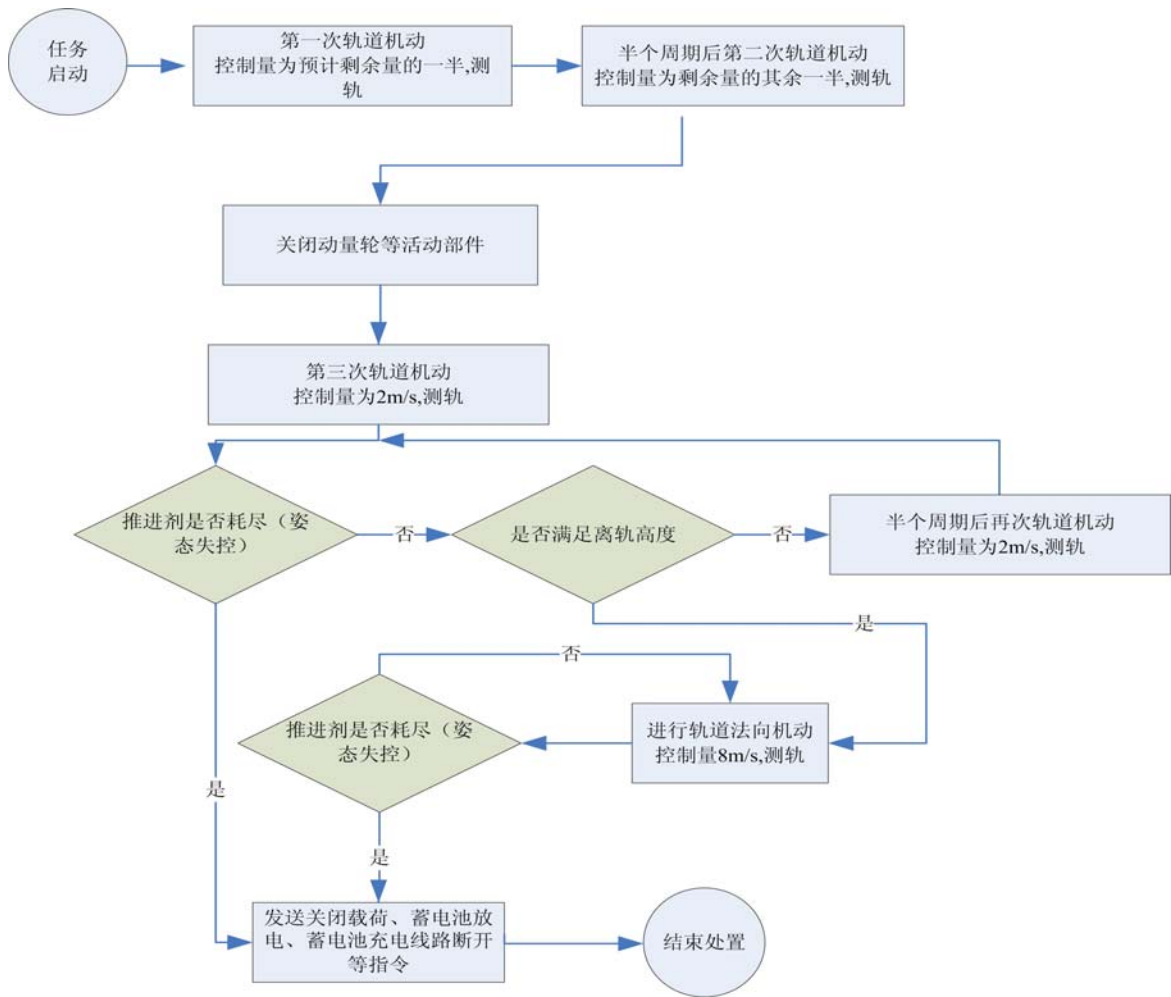 任务
启动
第一次轨道机动
控制量为预计剩余量的一半,测
轨
半个周期后第二次轨道机动
控制量为剩余量的其余一半,测轨
关闭动量轮等活动部件
第三次轨道机动
控制量为2m/s,测轨
推进剂是否耗尽（姿
态失控）
否
是否满足离轨高度
否
半个周期后再次轨道机动
控制量为2m/s,测轨
是
否
推进剂是否耗尽（姿
态失控）
进行轨道法向机动
控制量8m/s,测轨
是
是
发送关闭载荷、蓄电池放
电、蓄电池充电线路断开
等指令
结束处置